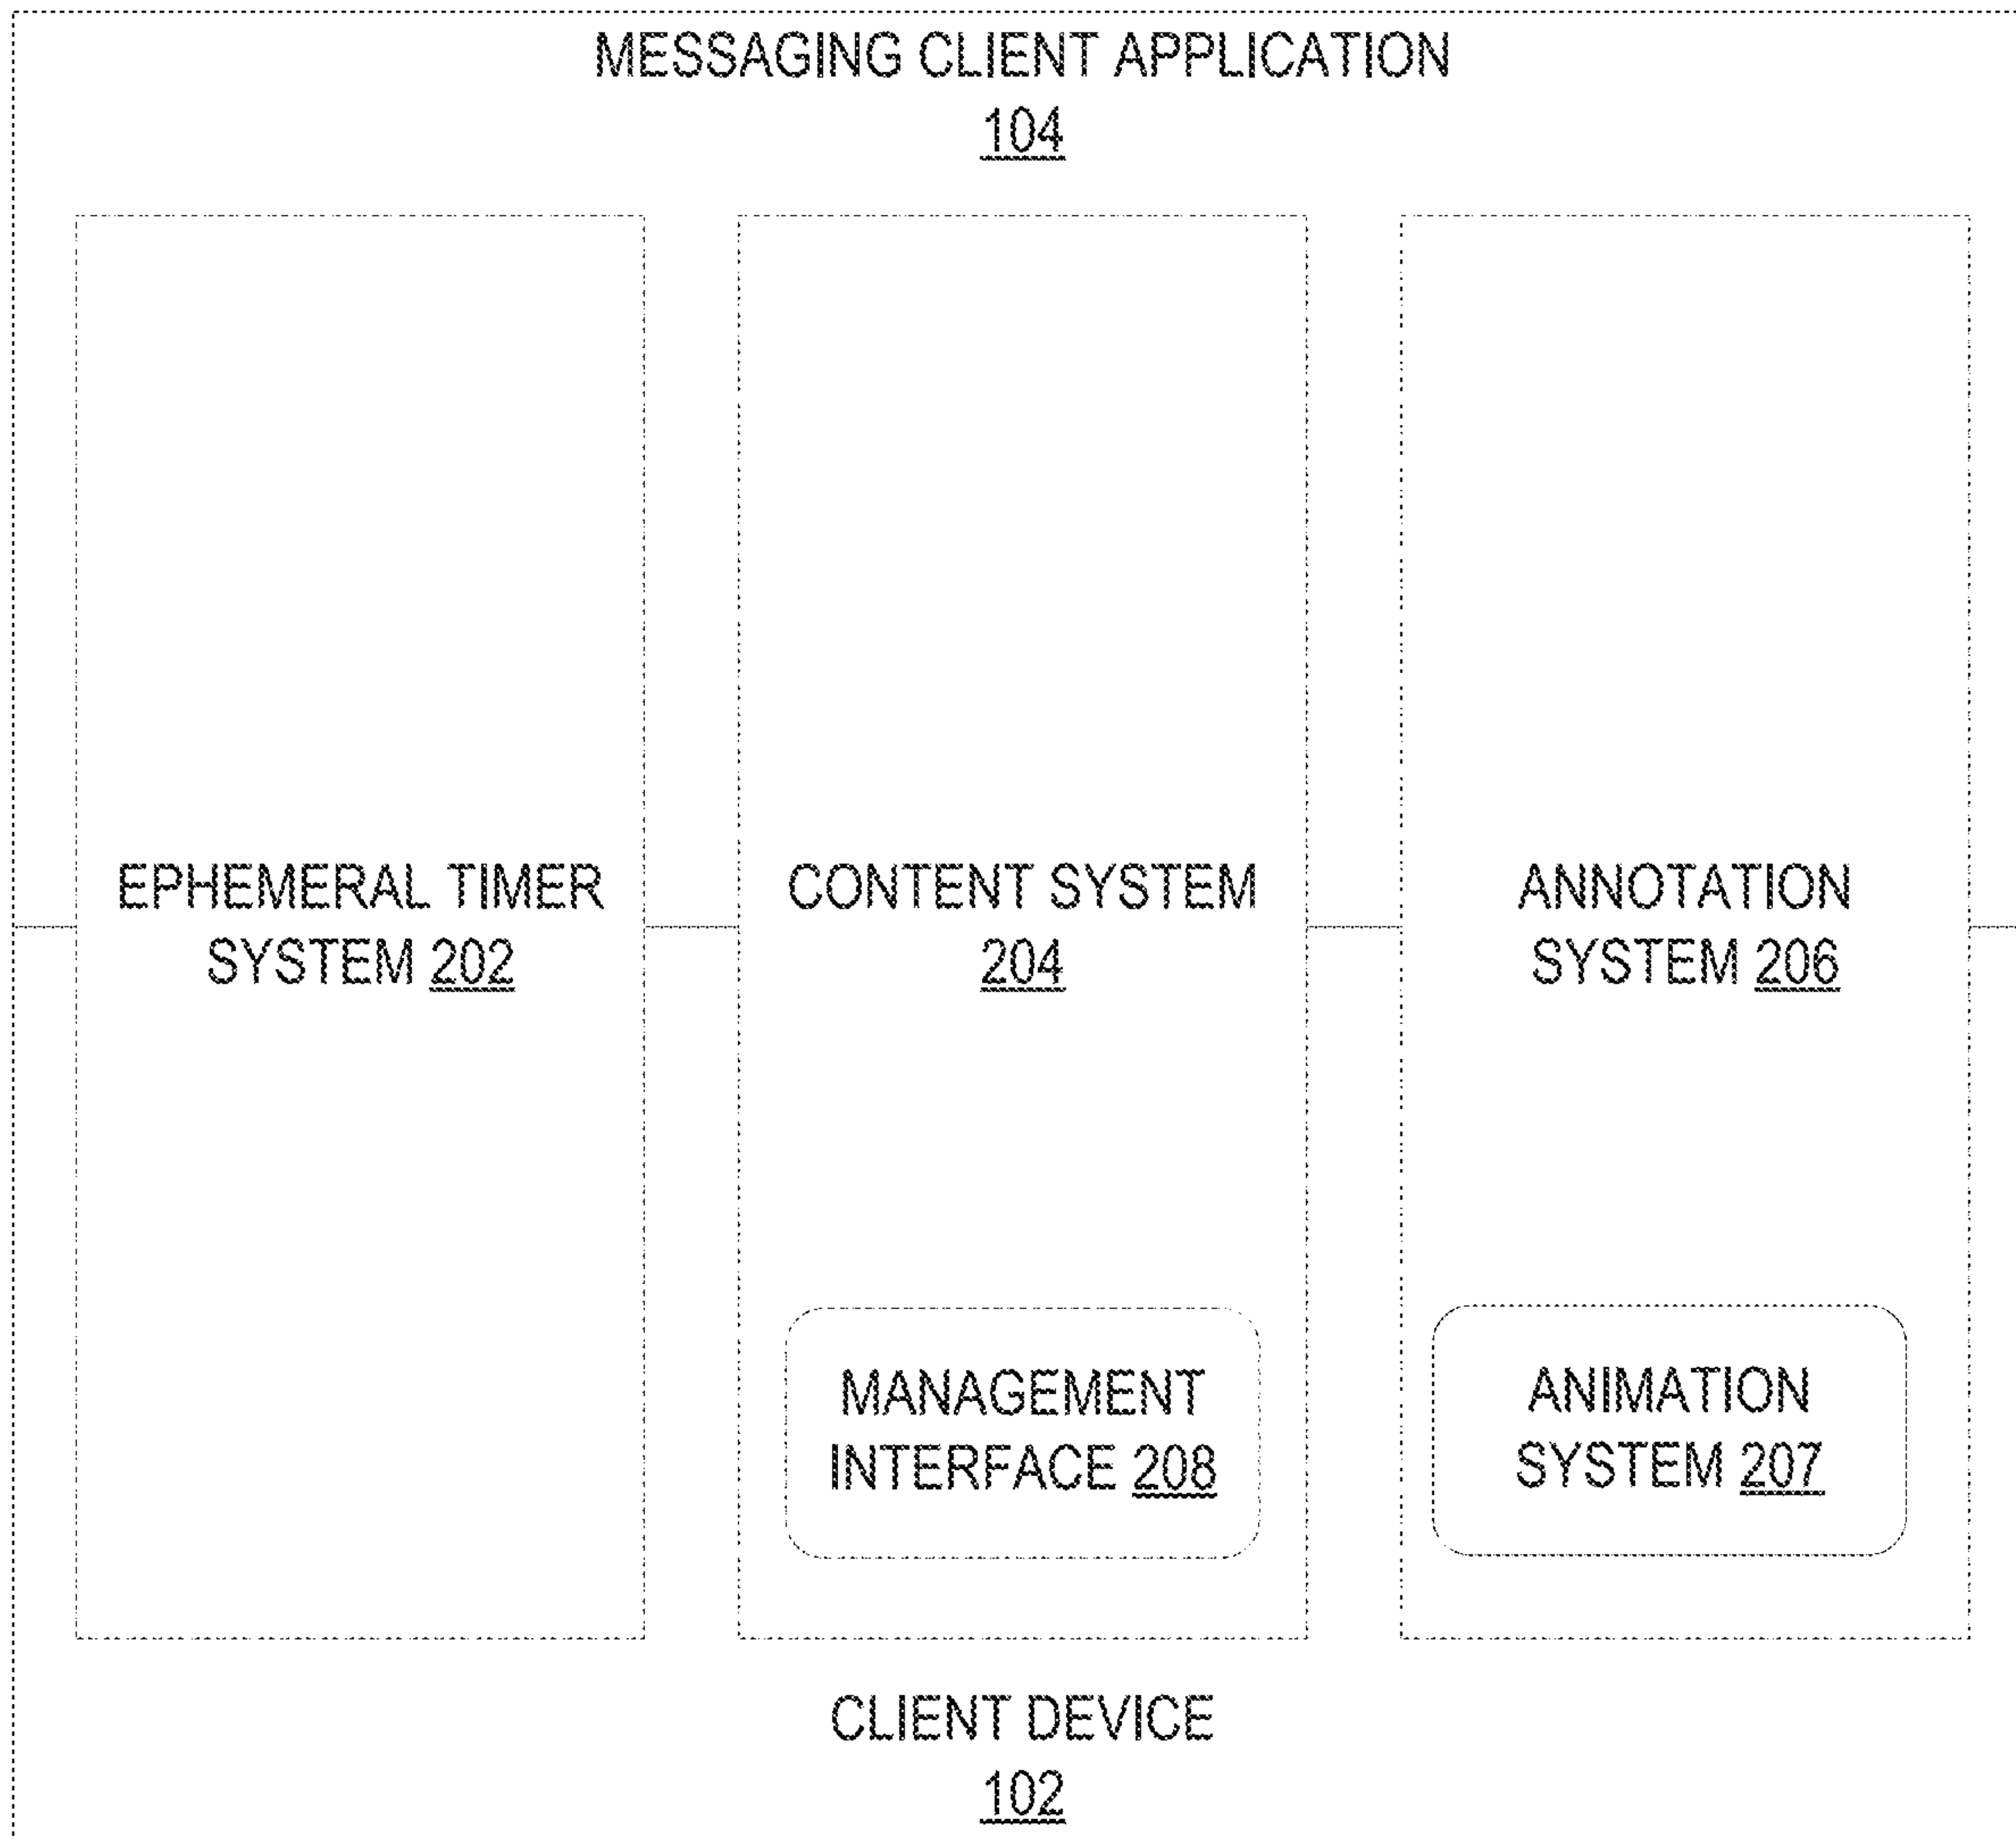 MESSAGING CLIENT APPLICATION
104
EPHEMERAL TIMER
SYSTEM 202
CONTENT SYSTEM
204
MANAGEMENT
INTERFACE 208
ANNOTATION
SYSTEM 206
ANIMATION
SYSTEM 207
CLIENT DEVICE
102